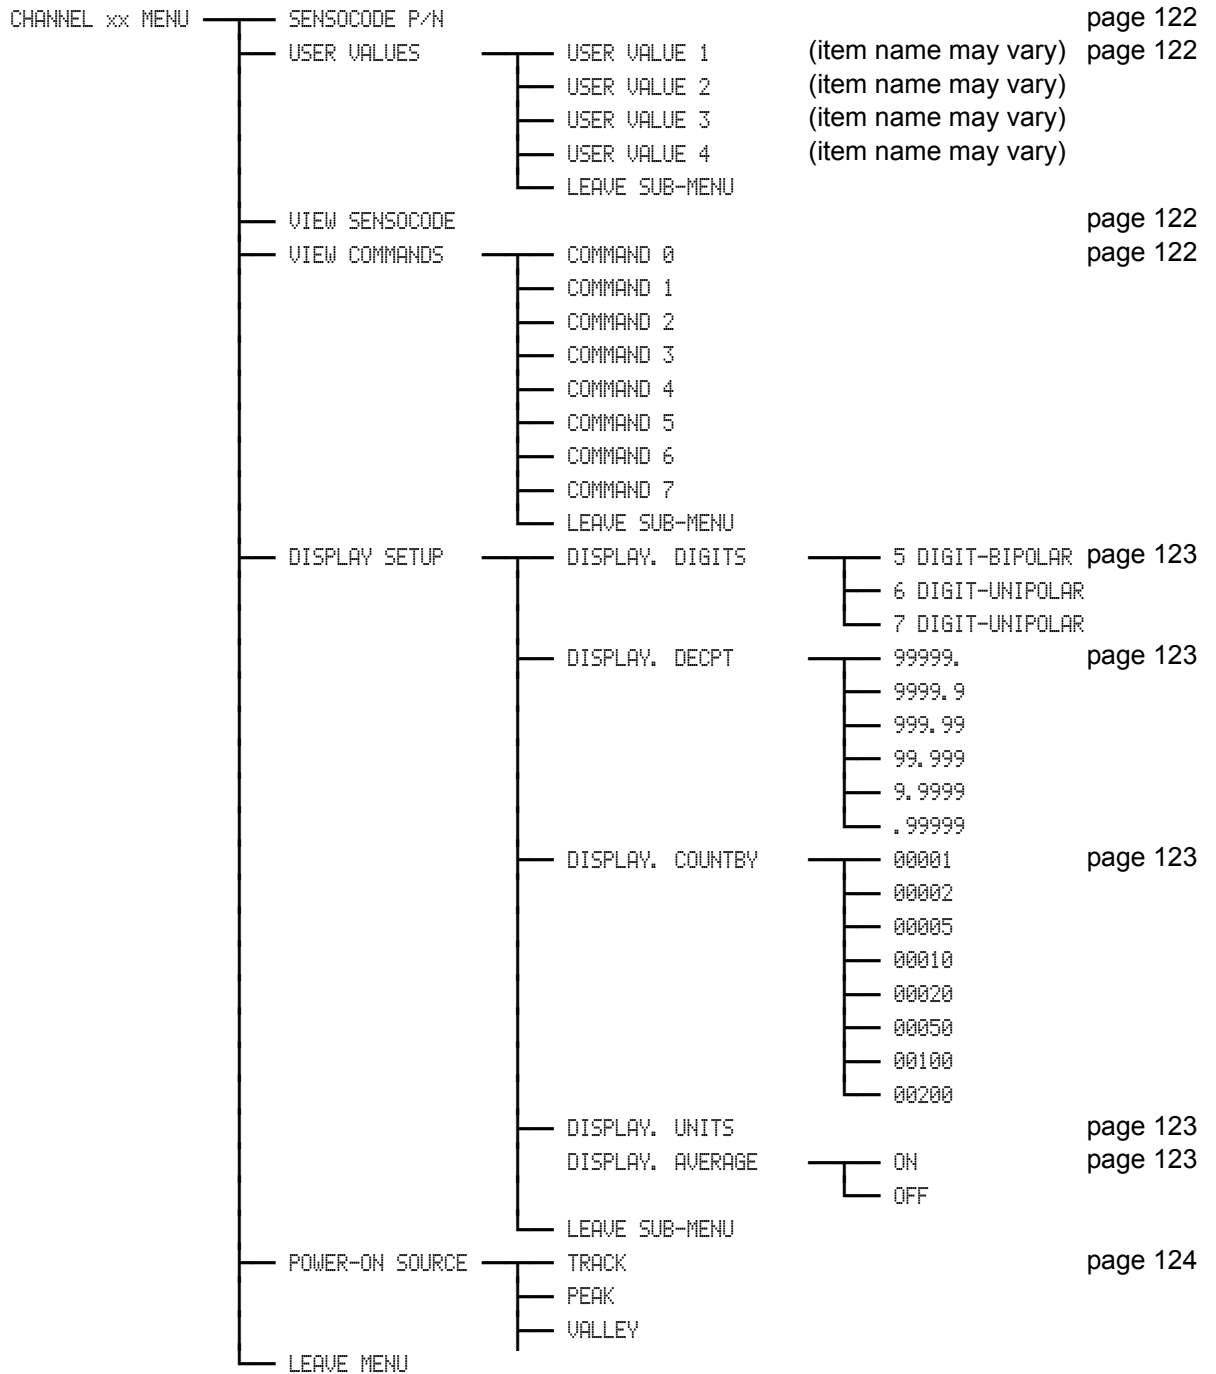 CHANNEL xx MENU SENSOCODE P/N page 122
USER VALUES USER VALUE 1 (item name may vary) page 122
USER VALUE 2 (item name may vary)
USER VALUE 3 (item name may vary)
USER VALUE 4 (item name may vary)
LEAVE SUB-MENU
VIEW SENSOCODE page 122
VIEW COMMANDS COMMAND 0 page 122
COMMAND 1
COMMAND 2
COMMAND 3
COMMAND 4
COMMAND 5
COMMAND 6
COMMAND 7
LEAVE SUB-MENU
DISPLAY SETUP DISPLAY. DIGITS 5 DIGIT-BIPOLAR page 123
6 DIGIT-UNIPOLAR
7 DIGIT-UNIPOLAR
DISPLAY. DECPT 99999. page 123
9999.9
999.99
99.999
9.9999
.99999
DISPLAY. COUNTBY 00001 page 123
00002
00005
00010
00020
00050
00100
00200
DISPLAY. UNITS page 123
DISPLAY. AVERAGE ON page 123
OFF
LEAVE SUB-MENU
POWER-ON SOURCE TRACK page 124
PEAK
VALLEY
LEAVE MENU